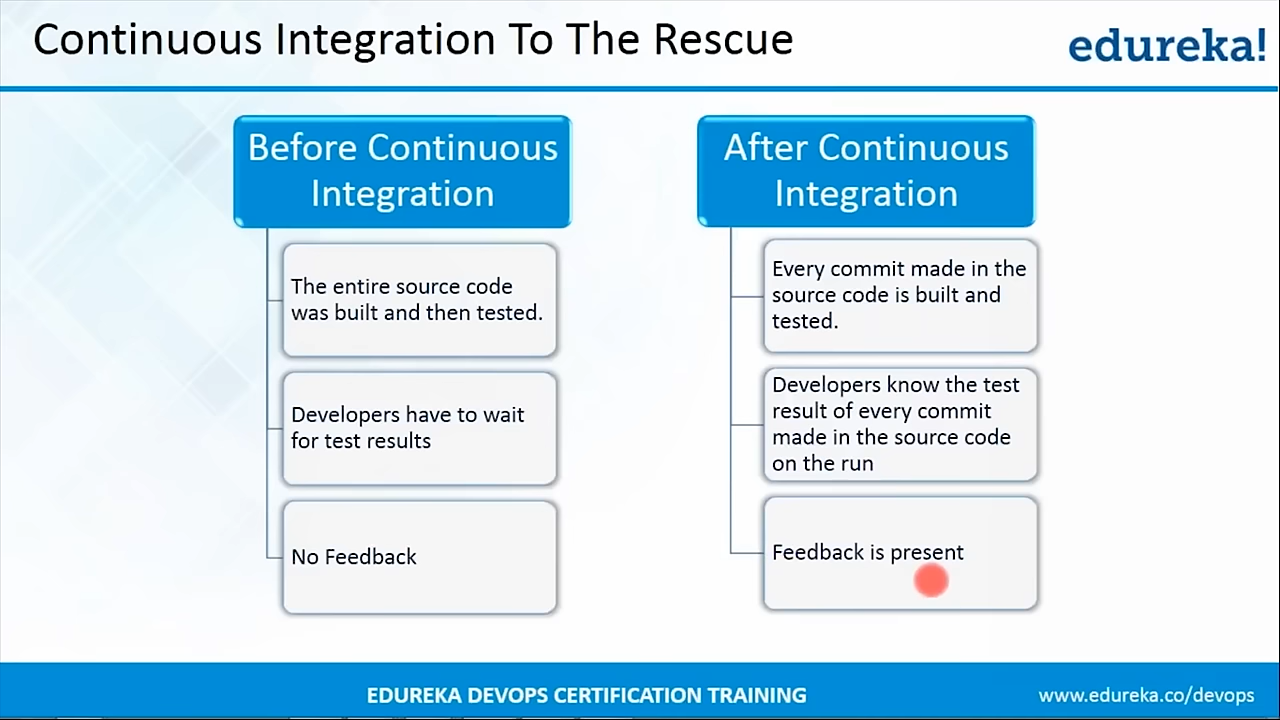 Continuous Integration To The Rescue
edureka!
Before Continuous
Integration
The entire source code
was built and then tested.
Developers have to wait
for test results
No Feedback
After Continuous
Integration
Every commit made in the
source code is built and
tested.
Developers know the test
result of every commit
made in the source code
on the run
Feedback is present
EDUREKA DEVOPS CERTIFICATION TRAINING
www.edureka.co/devops